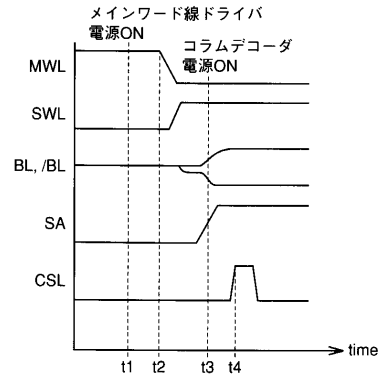 メインワード線ドライバ
電源ON
コラムデコーダ
電源ON
MWL
SWL
BL, /BL
SA
CSL
time
t1 t2 t3 t4